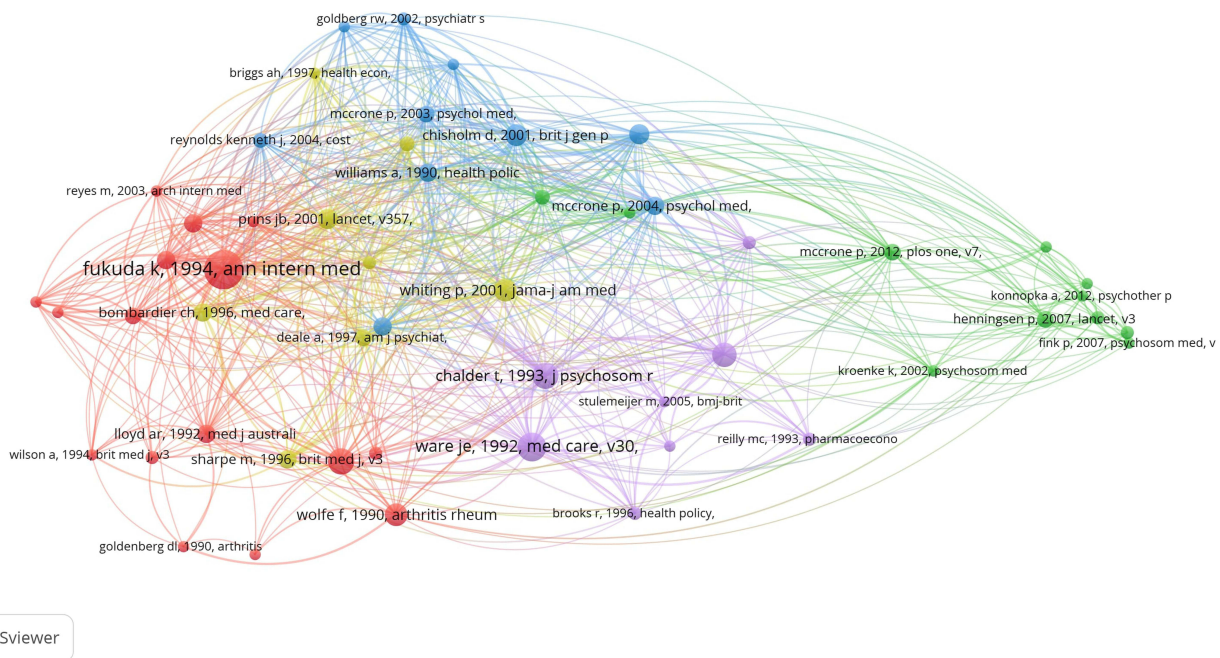 goldberg rw, 2002, psychiatr s
briggs ah, 1997, health econ,
mccrone p, 2003, psychol med,
chisholm d, 2001, brit j gen p
reynolds kenneth j, 2004, cost
williams a, 1990, health polic
reyes m, 2003, arch intern med
mccrone p, 2004, psychol med,
prins jb, 2001, lancet, v357,
mccrone p, 2012, plos one, v7,
fukuda k, 1994, ann intern med
whiting p, 2001, jama-j am med
konnopka a, 2012, psychother p
bombardier ch, 1996, med care,
henningsen p, 2007, lancet, v3
deale a, 1997, am j psychiat,
fink p, 2007, psychosom med, v
kroenke k, 2002, psychosom med
chalder t, 1993, j psychosom r
stulemeijer m, 2005, bmj-brit
lloyd ar, 1992, med j australi
reilly mc, 1993, pharmacoecono
ware je, 1992, med care, v30,
wilson a, 1994, brit med j, v3
sharpe m, 1996, brit med j, v3
brooks r, 1996, health policy,
wolfe f, 1990, arthritis rheum
goldenberg dl, 1990, arthritis
Sviewer